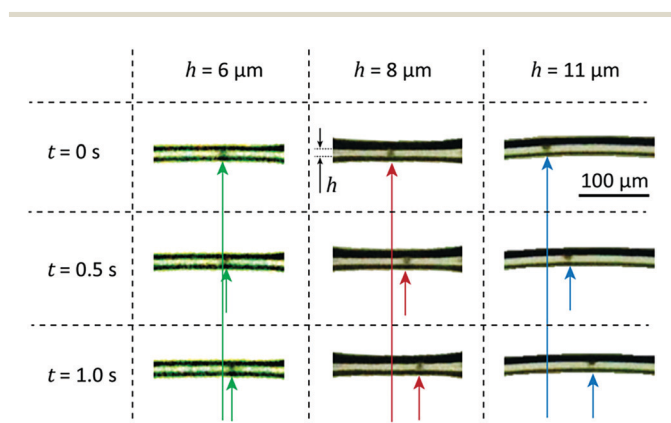 h = 6 μm h = 8 μm h = 11 μm
t = 0 s
h
100 μm
t = 0.5 s
t = 1.0 s